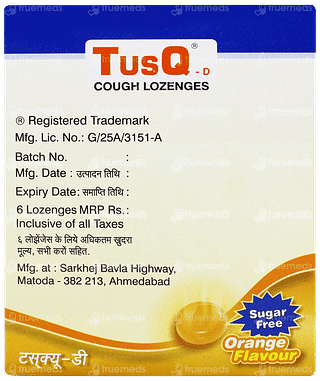 TusQ® - D
COUGH LOZENGES
® Registered Trademark
Mfg. Lic. No.: G/25A/3151-A
Batch No. :
Mfg. Date : उत्पादन तिथि :
Expiry Date: समाप्ति तिथि :
6 Lozenges MRP Rs.:
Inclusive of all Taxes
६ लोझेंजेस के लिये अधिकतम खुदरा
मूल्य, सभी करों सहित.
Mfg. at : Sarkhej Bavla Highway,
Matoda - 382 213, Ahmedabad
Sugar
Free
Orange
Flavour
टसक्यू-डी
truemeds